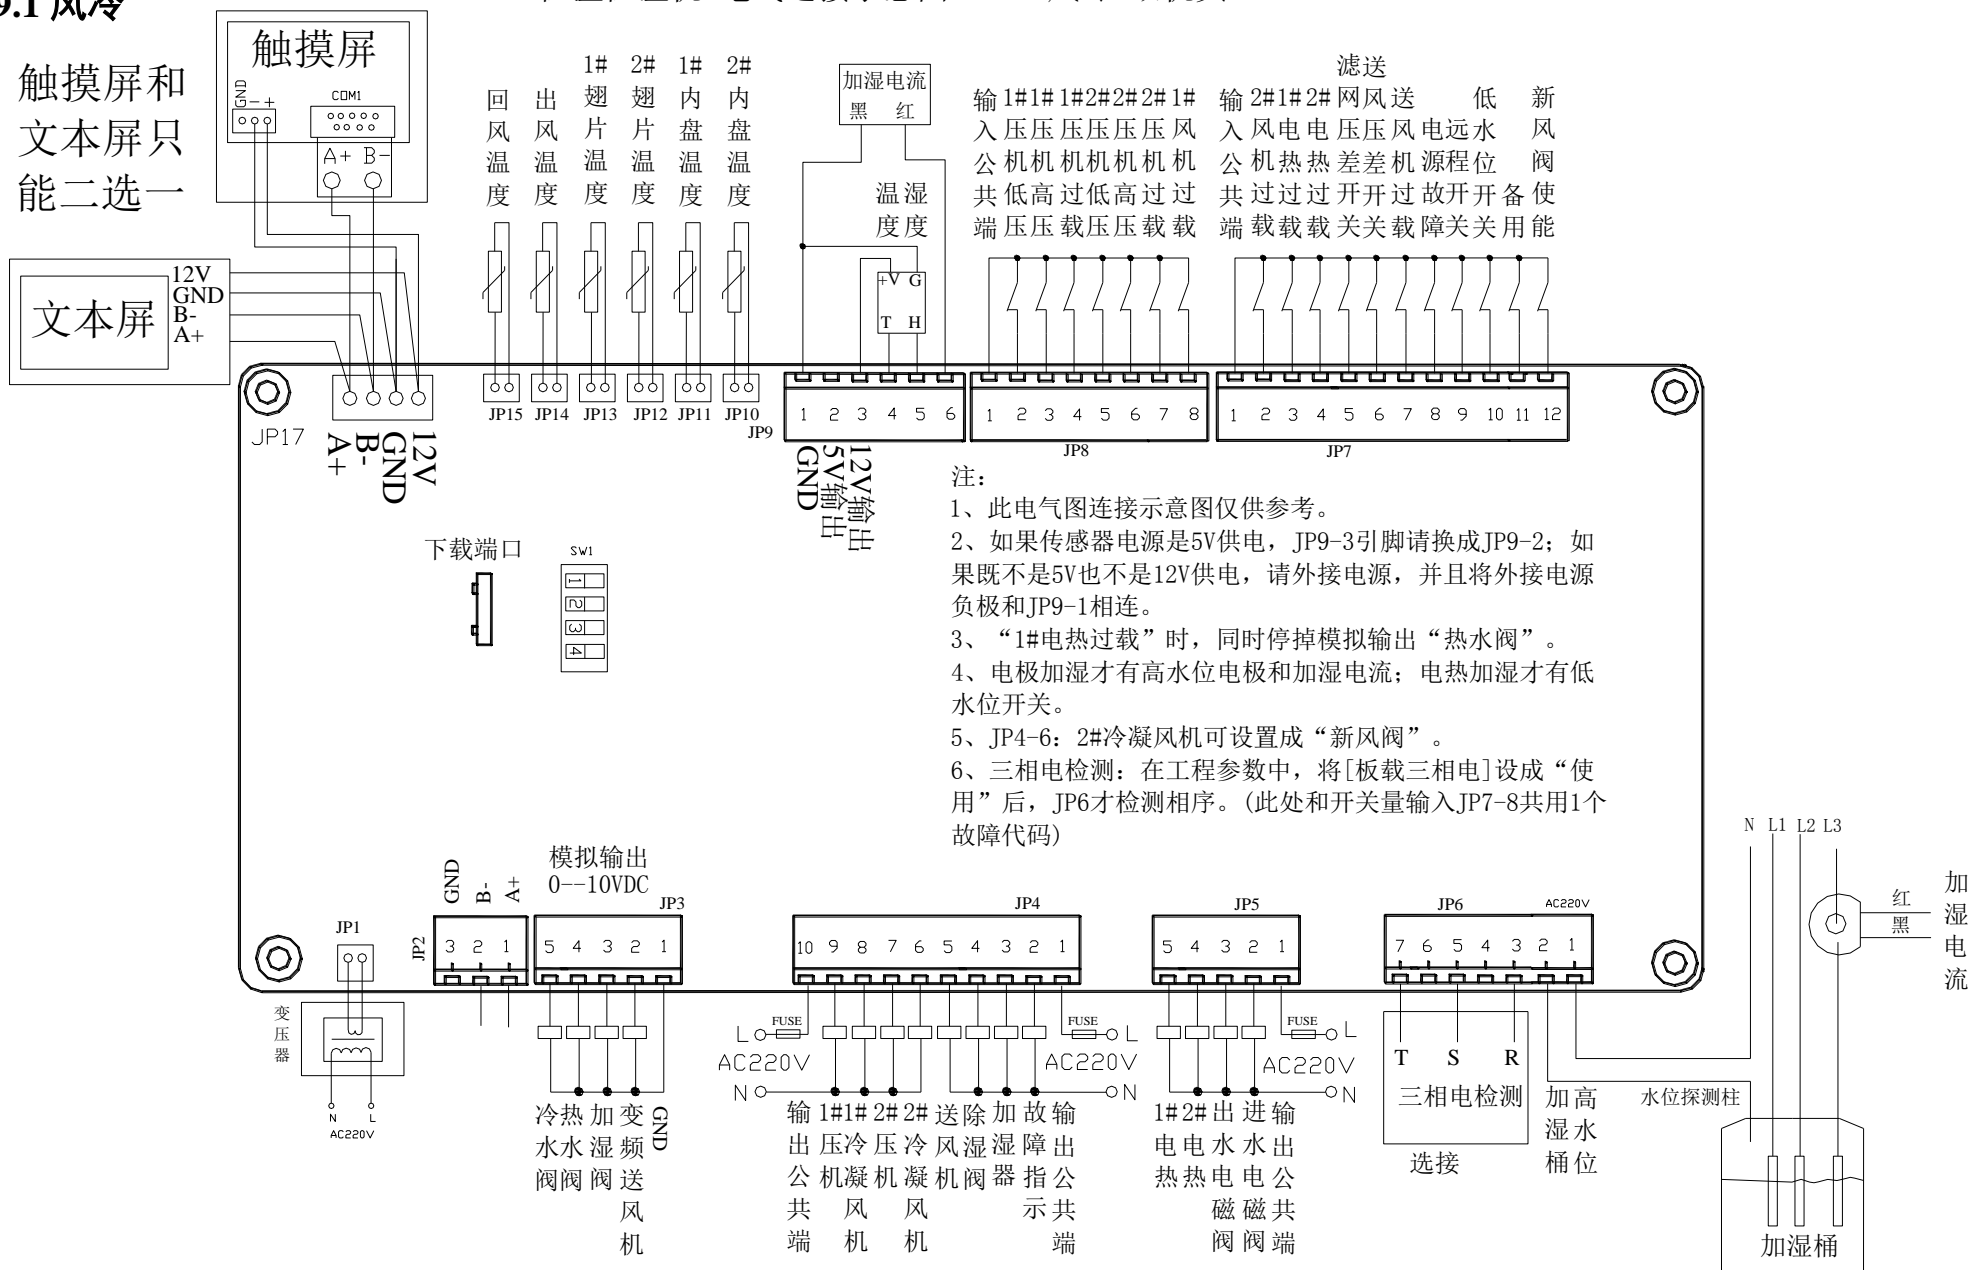 9.1 风冷
触摸屏和
文本屏只
能二选一
触摸屏
GND
- +
COM1
A+ B-
文本屏
12V
GND
B-
A+
回风温度
出风温度
1#翅片温度
2#翅片温度
1#内盘温度
2#内盘温度
加湿电流
黑 红
温度
湿度
+V G
T H
输入公共端
1#压机低压
1#压机高压
1#压机过载
2#压机低压
2#压机高压
2#压机过载
1#风机过载
输入公共端
2#风机过载
1#电热过载
2#电热过载
滤网压差开关
送风压差开关
送风机过载
电源故障
远程开关
低水位开关
备用
新风阀使能
JP17
A+
B-
GND
12V
JP15
JP14
JP13
JP12
JP11
JP10
JP9
1 2 3 4 5 6
GND
5V输出
12V输出
1 2 3 4 5 6 7 8
JP8
1 2 3 4 5 6 7 8 9 10 11 12
JP7
下载端口
SW1
1
2
3
4
注：
1、此电气图连接示意图仅供参考。
2、如果传感器电源是5V供电，JP9-3引脚请换成JP9-2；如
果既不是5V也不是12V供电，请外接电源，并且将外接电源
负极和JP9-1相连。
3、“1#电热过载”时，同时停掉模拟输出“热水阀”。
4、电极加湿才有高水位电极和加湿电流；电热加湿才有低
水位开关。
5、JP4-6：2#冷凝风机可设置成“新风阀”。
6、三相电检测：在工程参数中，将[板载三相电]设成“使
用”后，JP6才检测相序。(此处和开关量输入JP7-8共用1个
故障代码)
JP1
变压器
N L
AC220V
GND
B-
A+
JP2
3 2 1
模拟输出
0--10VDC
JP3
5 4 3 2 1
冷水阀
热水阀
加湿阀
变频送风机
GND
JP4
10 9 8 7 6 5 4 3 2 1
L FUSE
AC220V
N
FUSE L
AC220V
N
输出公共端
1#压机
1#冷凝风机
2#压机
2#冷凝风机
送风机
除湿阀
加湿器
故障指示
输出公共端
JP5
5 4 3 2 1
FUSE L
AC220V
N
1#电热
2#电热
出水电磁阀
进水电磁阀
输出公共端
JP6
AC220V
7 6 5 4 3 2 1
T S R
三相电检测
选接
加湿桶
高水位
N L1 L2 L3
红
黑
加湿电流
水位探测柱
加湿桶